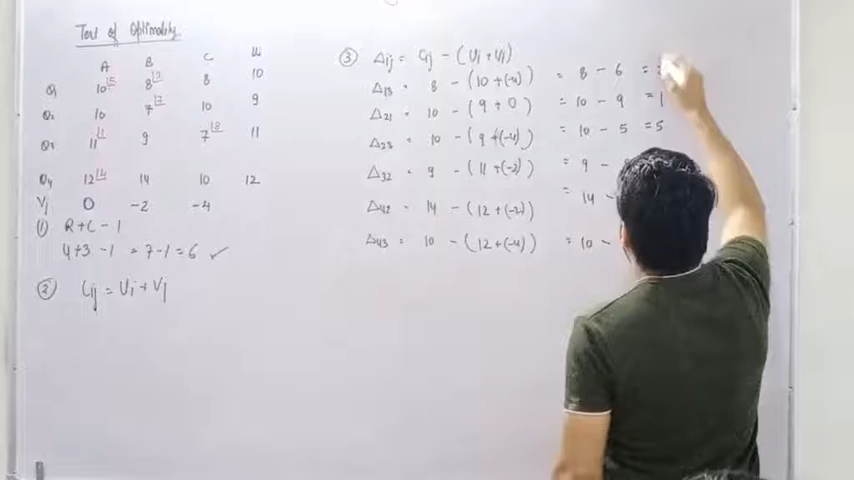 Test of Optimality
A B C Ui
Q1 10 15 8 12 8 10
Q2 10 7 17 10 9
Q3 11 11 9 7 18 11
Q4 12 14 14 10 12
Vj 0 -2 -4
① R+C-1
4+3-1 = 7-1 = 6 ✓
② Cij = Ui + Vj
③ Δij = Cij - (Ui+Vj)
Δ13 = 8 - (10+(-4)) = 8 - 6 =
Δ21 = 10 - (9+0) = 10 - 9 = 1
Δ23 = 10 - (9+(-4)) = 10 - 5 = 5
Δ32 = 9 - (11+(-2)) = 9 -
Δ42 = 14 - (12+(-2)) = 14 -
Δ43 = 10 - (12+(-4)) = 10 -